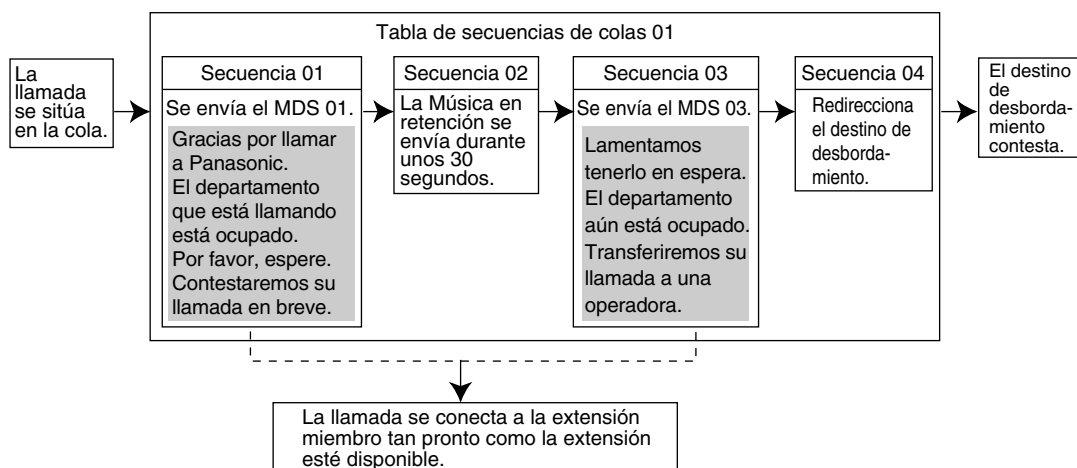 Tabla de secuencias de colas 01
La
llamada
se sitúa
en la cola.
Secuencia 01
Se envía el MDS 01.
Gracias por llamar
a Panasonic.
El departamento
que está llamando
está ocupado.
Por favor, espere.
Contestaremos su
llamada en breve.
Secuencia 02
La Música en
retención se
envía durante
unos 30
segundos.
Secuencia 03
Se envía el MDS 03.
Lamentamos
tenerlo en espera.
El departamento
aún está ocupado.
Transferiremos su
llamada a una
operadora.
Secuencia 04
Redirecciona
el destino de
desborda-
miento.
El destino
de
desborda-
miento
contesta.
La llamada se conecta a la extensión
miembro tan pronto como la extensión
esté disponible.